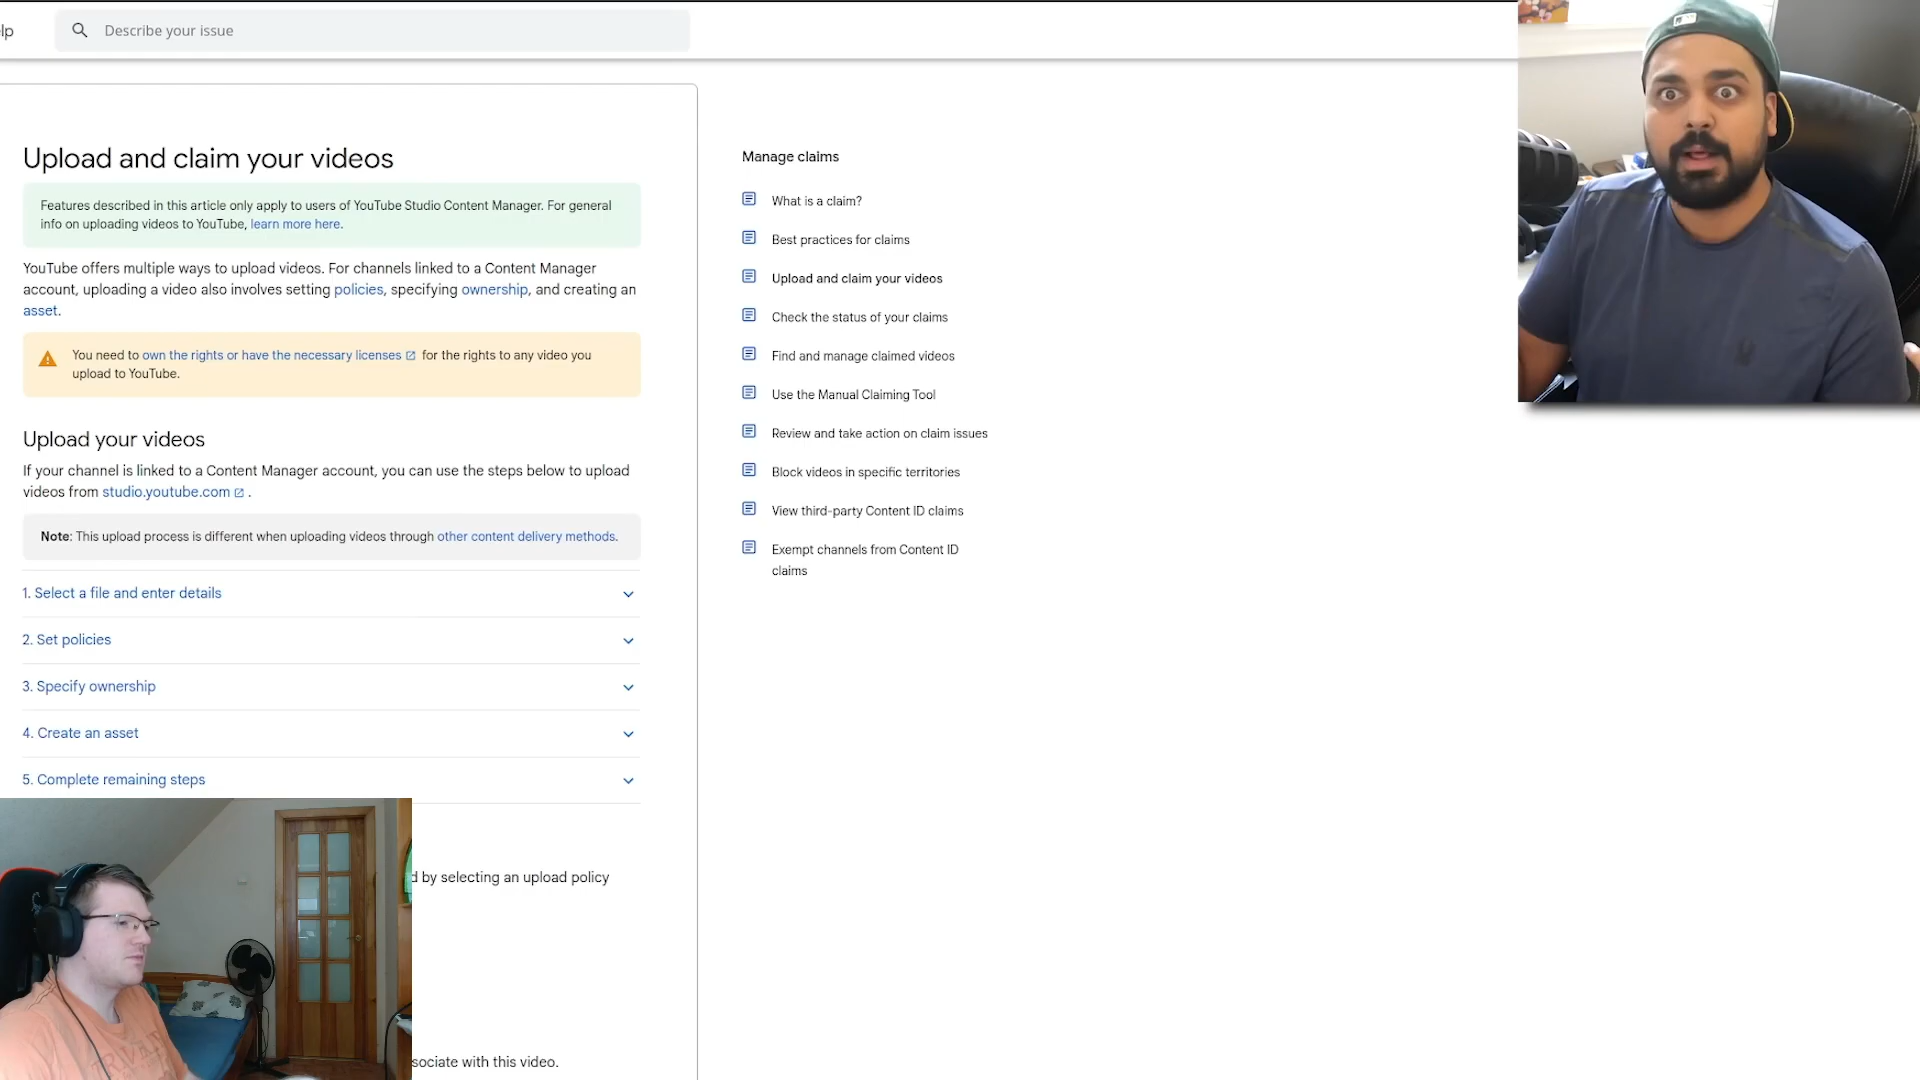 lp
Describe your issue
Upload and claim your videos
Features described in this article only apply to users of YouTube Studio Content Manager. For general
info on uploading videos to YouTube, learn more here.
YouTube offers multiple ways to upload videos. For channels linked to a Content Manager
account, uploading a video also involves setting policies, specifying ownership, and creating an
asset.
You need to own the rights or have the necessary licenses for the rights to any video you
upload to YouTube.
Upload your videos
If your channel is linked to a Content Manager account, you can use the steps below to upload
videos from studio.youtube.com .
Note: This upload process is different when uploading videos through other content delivery methods.
1. Select a file and enter details
2. Set policies
3. Specify ownership
4. Create an asset
5. Complete remaining steps
d by selecting an upload policy
sociate with this video.
Manage claims
What is a claim?
Best practices for claims
Upload and claim your videos
Check the status of your claims
Find and manage claimed videos
Use the Manual Claiming Tool
Review and take action on claim issues
Block videos in specific territories
View third-party Content ID claims
Exempt channels from Content ID
claims